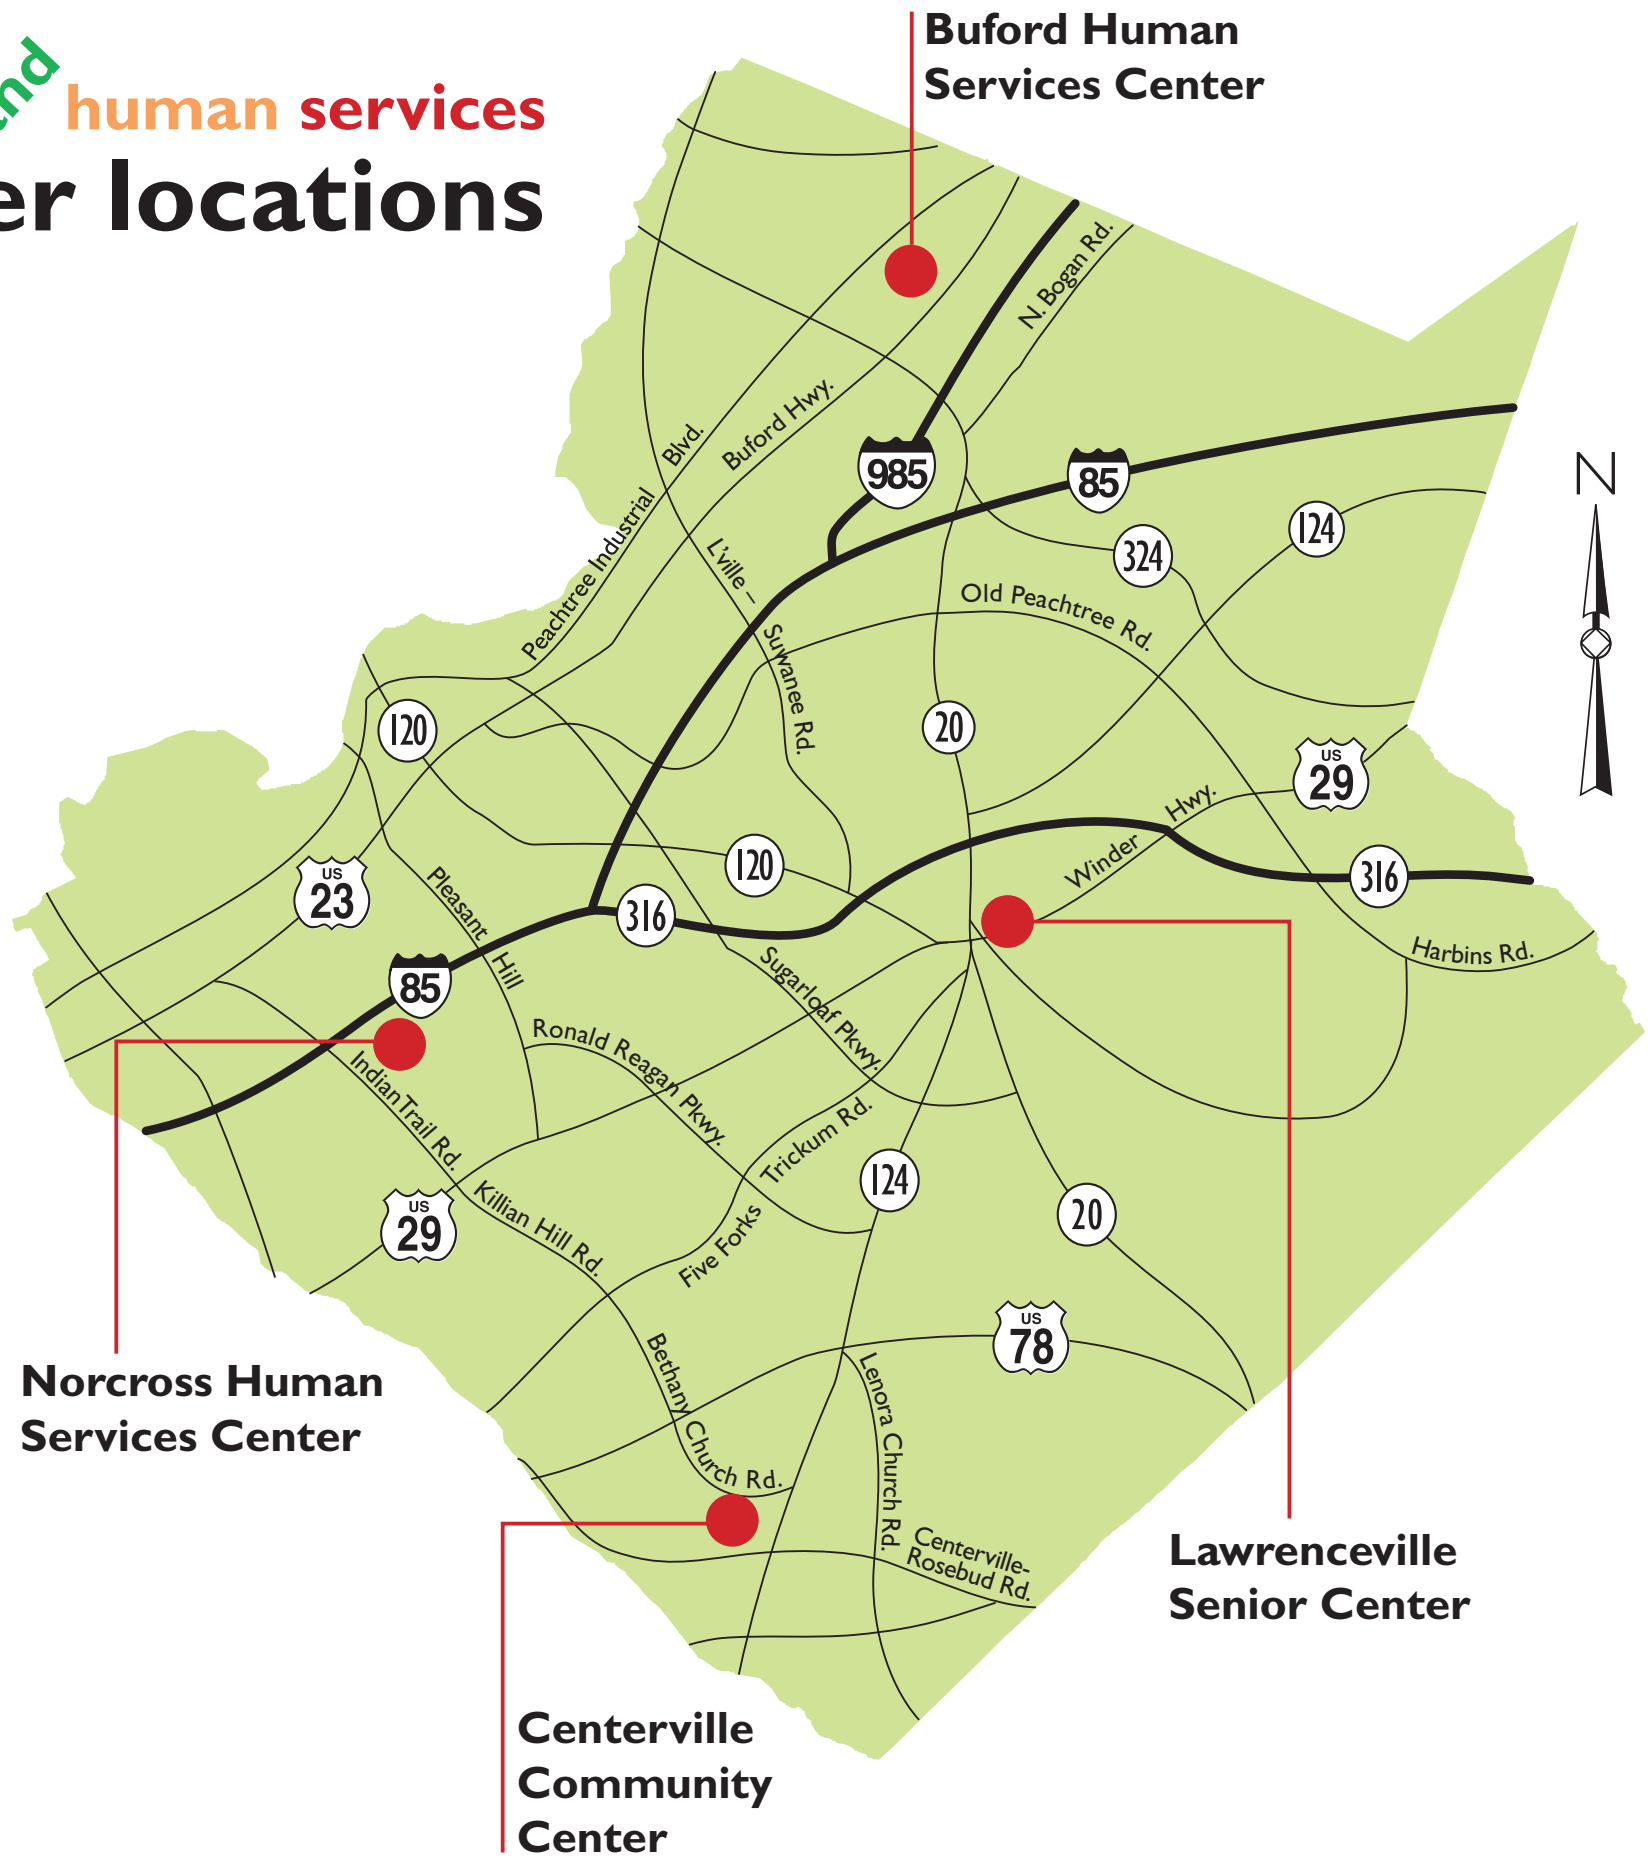 nd
human services
er locations
Buford Human
Services Center
N. Bogan Rd.
Buford Hwy.
Peachtree Industrial Blvd.
985
85
124
324
N
L'ville – Suwanee Rd.
Old Peachtree Rd.
120
20
US
29
Winder Hwy.
120
316
US
23
Pleasant Hill
316
Harbins Rd.
85
Sugarloaf Pkwy.
Ronald Reagan Pkwy.
IndianTrail Rd.
Five Forks Trickum Rd.
124
20
US
29
Killian Hill Rd.
US
78
Norcross Human
Services Center
Bethany Church Rd.
Lenora Church Rd.
Centerville-
Rosebud Rd.
Lawrenceville
Senior Center
Centerville
Community
Center